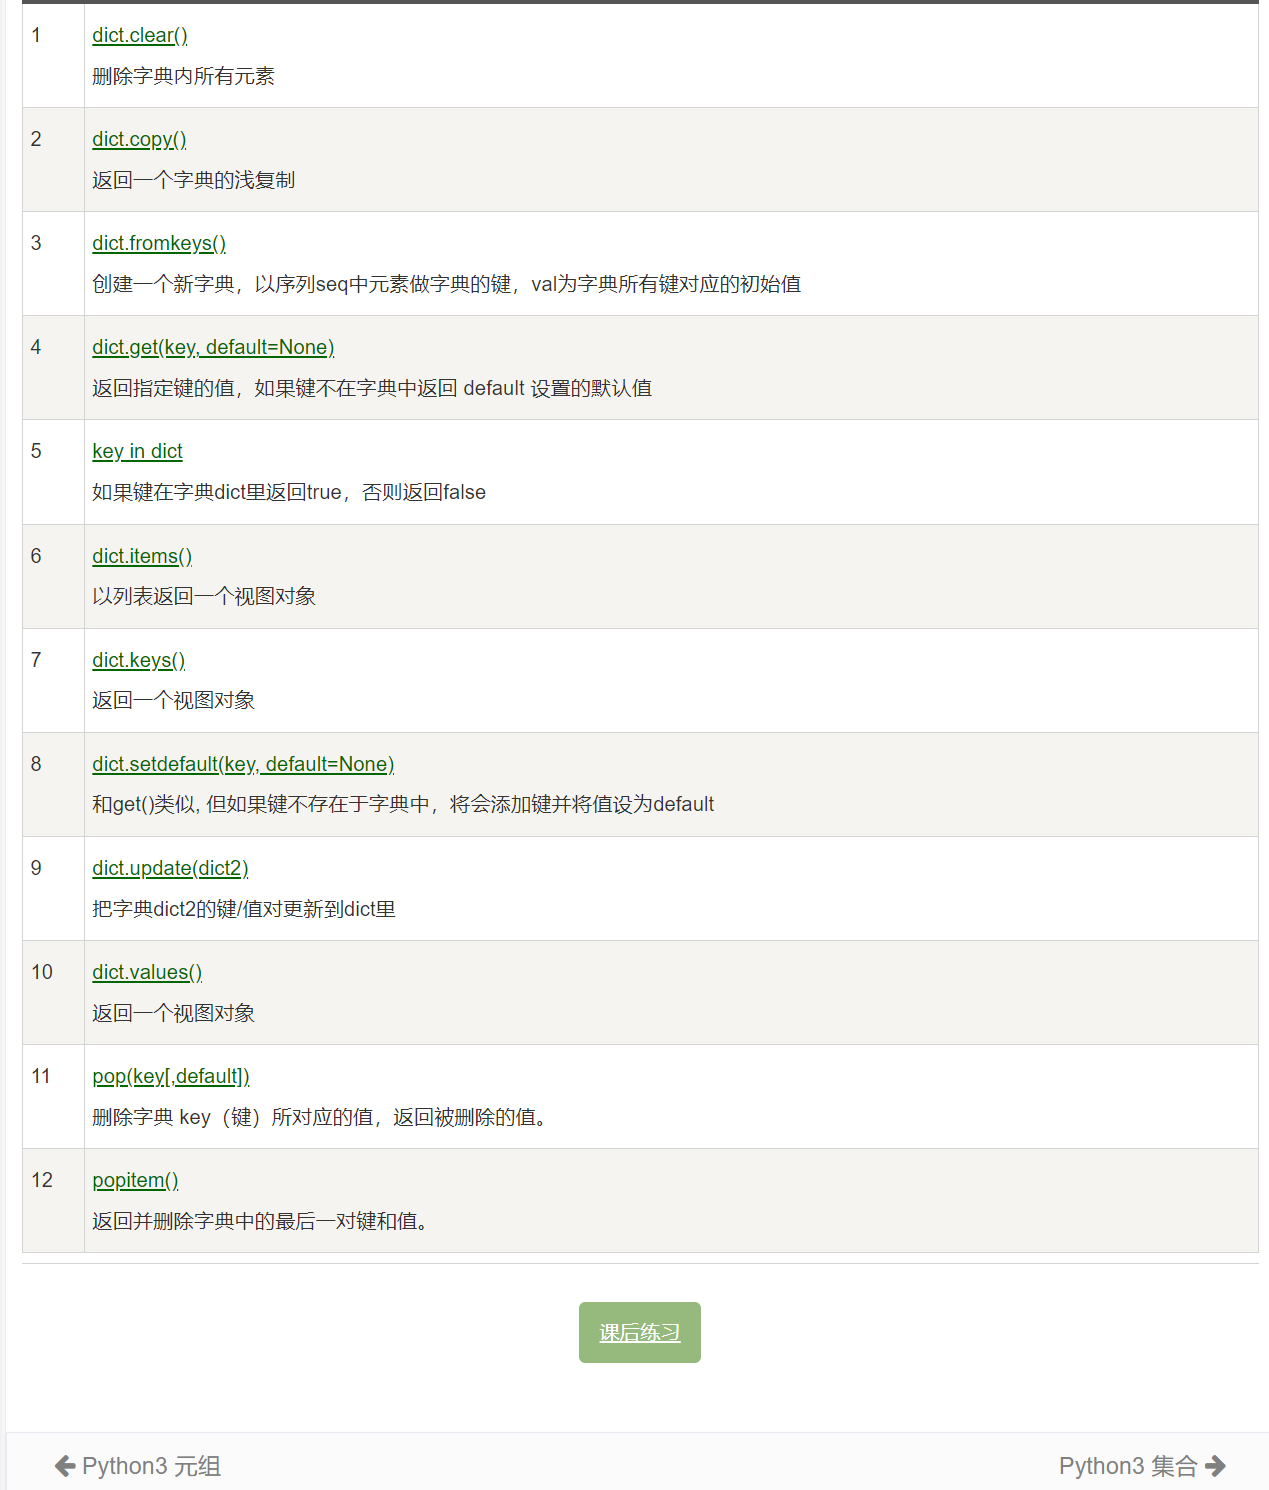 1 dict.clear()
删除字典内所有元素
2 dict.copy()
返回一个字典的浅复制
3 dict.fromkeys()
创建一个新字典，以序列seq中元素做字典的键，val为字典所有键对应的初始值
4 dict.get(key, default=None)
返回指定键的值，如果键不在字典中返回 default 设置的默认值
5 key in dict
如果键在字典dict里返回true，否则返回false
6 dict.items()
以列表返回一个视图对象
7 dict.keys()
返回一个视图对象
8 dict.setdefault(key, default=None)
和get()类似, 但如果键不存在于字典中，将会添加键并将值设为default
9 dict.update(dict2)
把字典dict2的键/值对更新到dict里
10 dict.values()
返回一个视图对象
11 pop(key[,default])
删除字典 key（键）所对应的值，返回被删除的值。
12 popitem()
返回并删除字典中的最后一对键和值。
课后练习
Python3 元组 Python3 集合